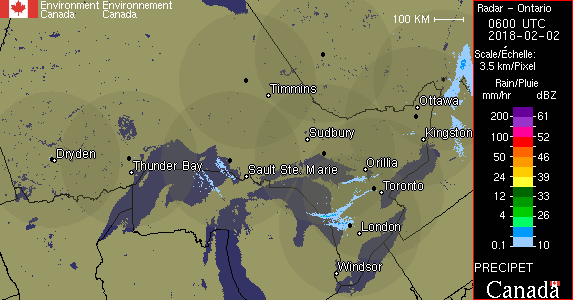 Environment Environnement
Canada Canada
100 KM
Timmins
Ottawa
Sudbury
Kingston
Dryden
Thunder Bay
Sault Ste. Marie
Orillia
Toronto
London
Windsor
Radar - Ontario
0600 UTC
2018-02-02
Scale/Échelle:
3.5 km/Pixel
Rain/Pluie
mm/hr dBZ
200 61
100 52
50 46
24 39
12 33
4 26
1 20
0.1 10
PRECIPET
Canada